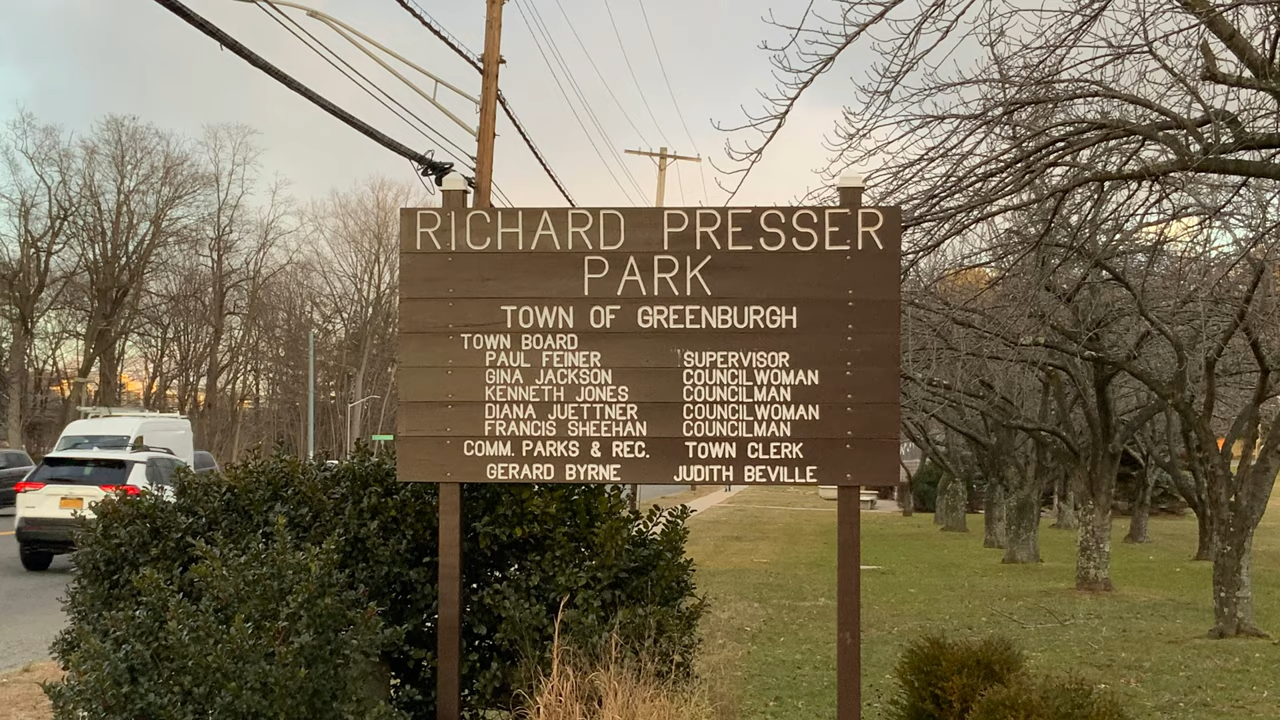 RICHARD PRESSER
PARK
TOWN OF GREENBURGH
TOWN BOARD
PAUL FEINER SUPERVISOR
GINA JACKSON COUNCILWOMAN
KENNETH JONES COUNCILMAN
DIANA JUETTNER COUNCILWOMAN
FRANCIS SHEEHAN COUNCILMAN
COMM. PARKS & REC. TOWN CLERK
GERARD BYRNE JUDITH BEVILLE